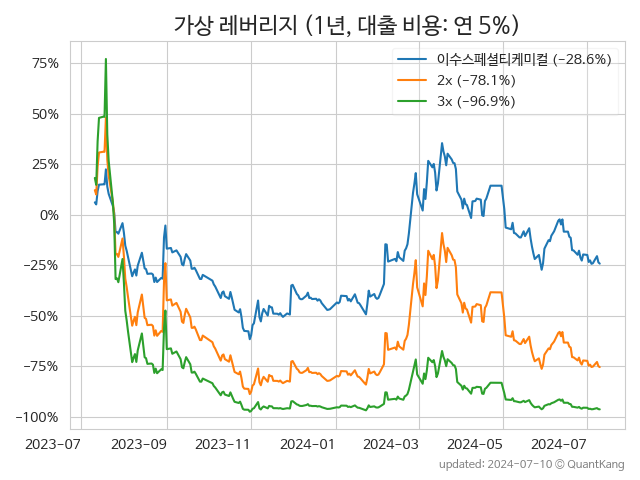 가상 레버리지 (1년, 대출 비용: 연 5%)
이수스페셜티케미컬 (−28.6%)
2x (−78.1%)
3x (−96.9%)
75%
50%
25%
0%
−25%
−50%
−75%
−100%
2023-07 2023-09 2023-11 2024-01 2024-03 2024-05 2024-07
updated: 2024-07-10 © QuantKang